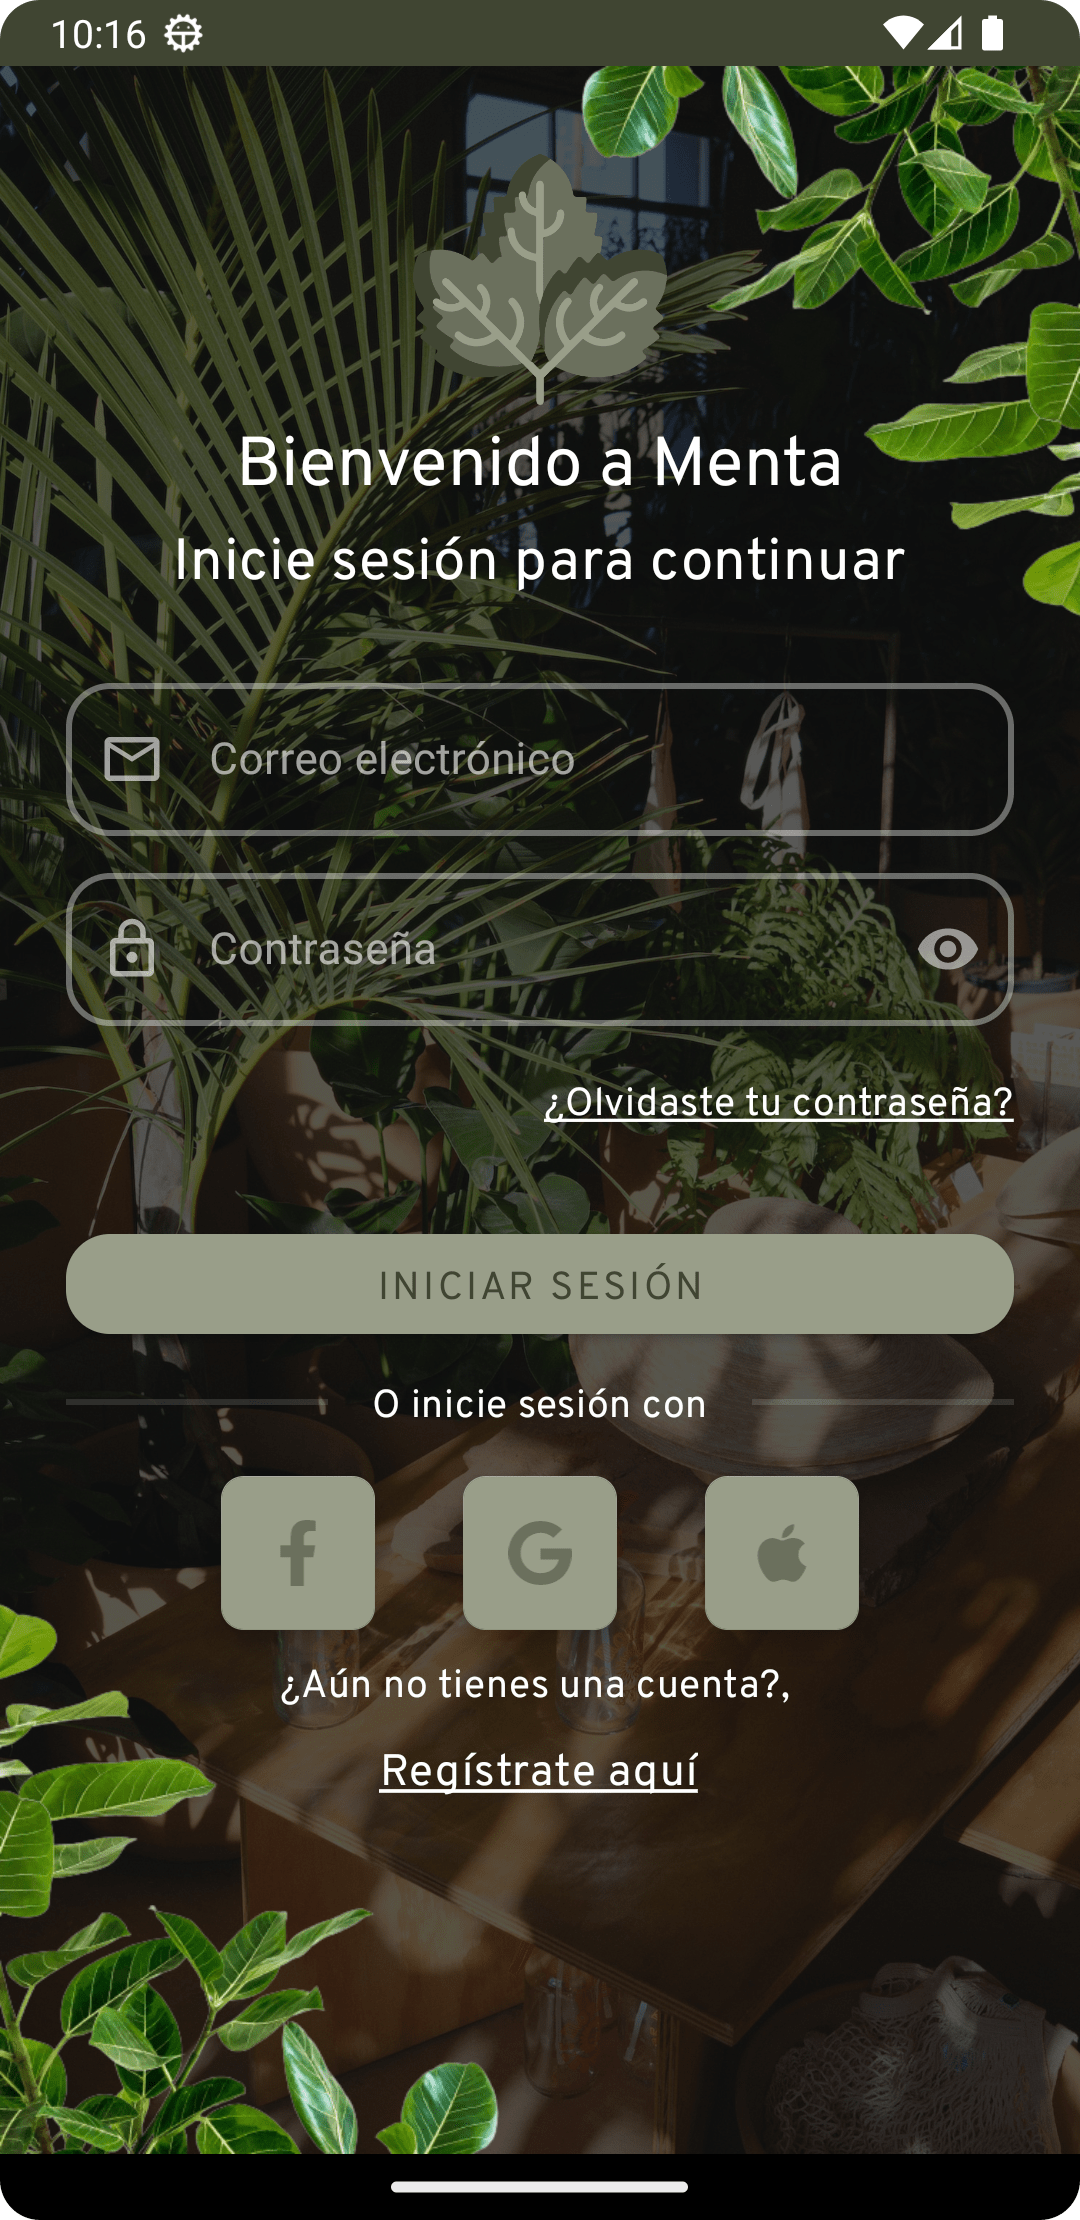 10:16
Bienvenido a Menta
Inicie sesión para continuar
Correo electrónico
Contraseña
¿Olvidaste tu contraseña?
INICIAR SESIÓN
O inicie sesión con
¿Aún no tienes una cuenta?,
Regístrate aquí